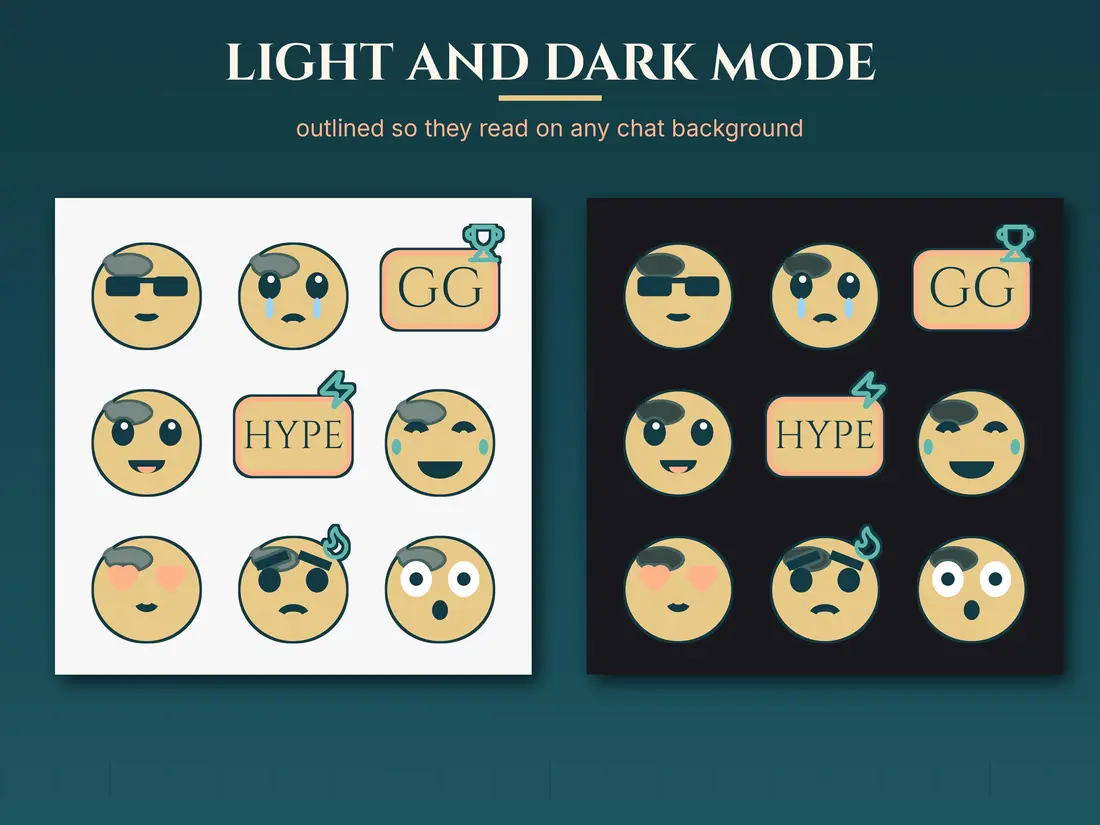 LIGHT AND DARK MODE
outlined so they read on any chat background
GG
HYPE
GG
HYPE